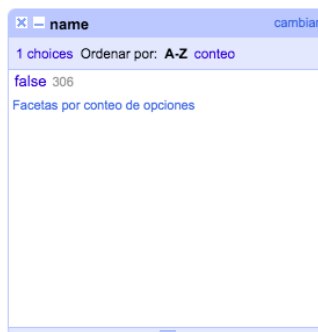 name cambiar
1 choices Ordenar por: A-Z conteo
false 306
Facetas por conteo de opciones